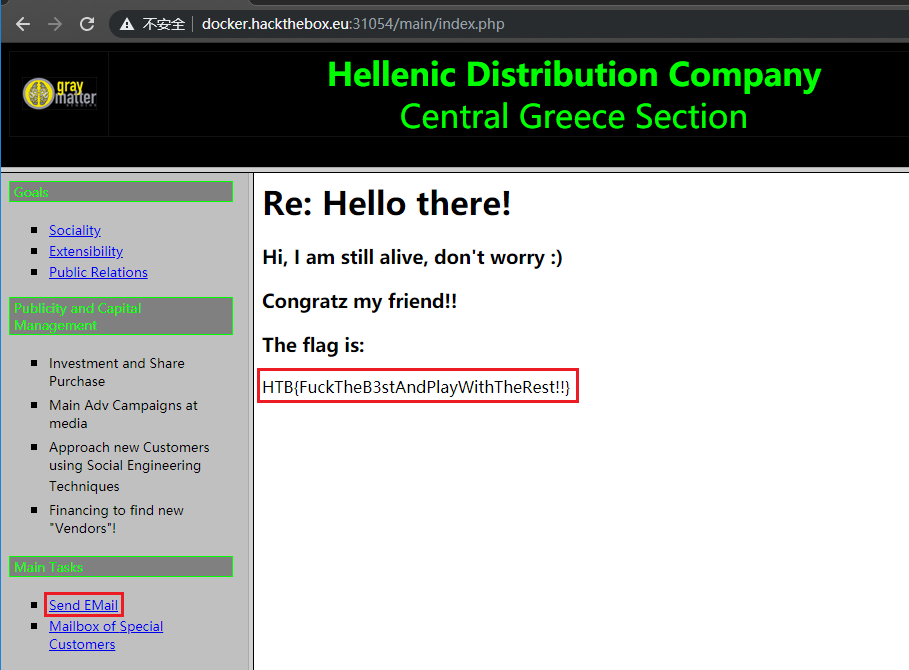 不安全
docker.hackthebox.eu:31054/main/index.php
gray
matter
Hellenic Distribution Company
Central Greece Section
Goals
Sociality
Extensibility
Public Relations
Publicity and Capital
Management
Investment and Share
Purchase
Main Adv Campaigns at
media
Approach new Customers
using Social Engineering
Techniques
Financing to find new
"Vendors"!
Main Tasks
Send EMail
Mailbox of Special
Customers
Re: Hello there!
Hi, I am still alive, don't worry :)
Congratz my friend!!
The flag is:
HTB{FuckTheB3stAndPlayWithTheRest!!}